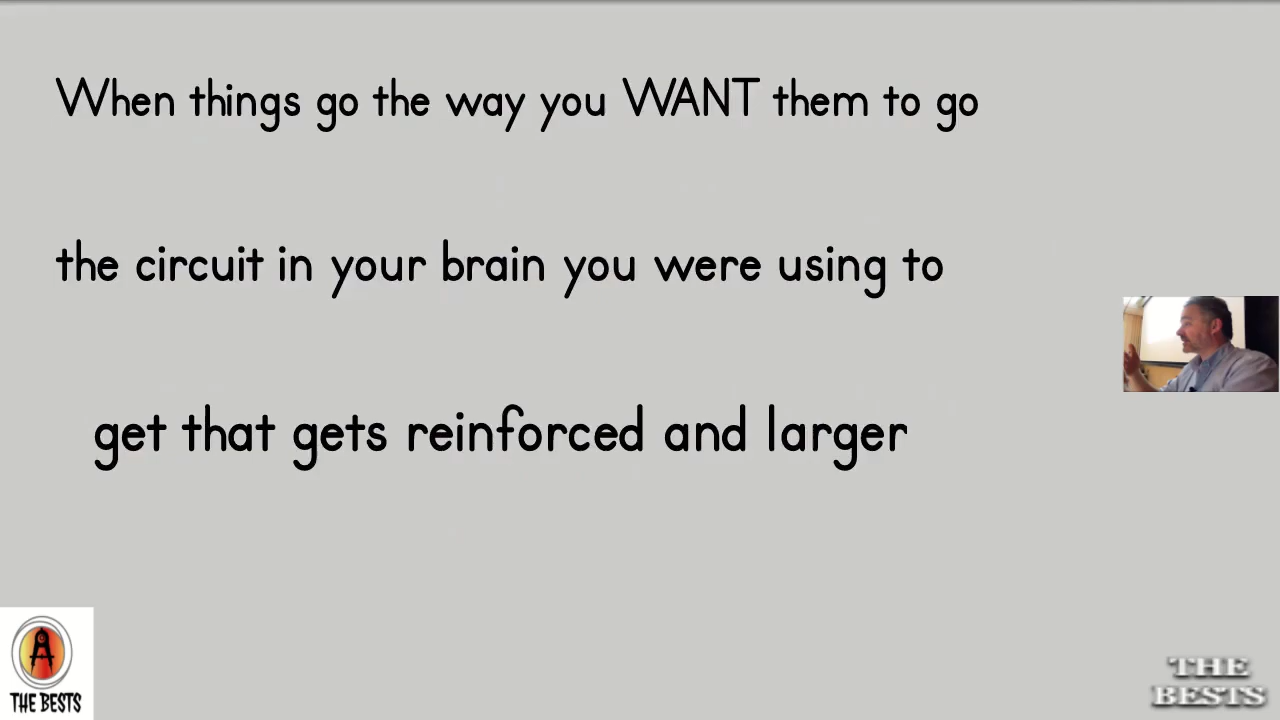 When things go the way you WANT them to go
the circuit in your brain you were using to
get that gets reinforced and larger
THE BESTS
THE
BESTS